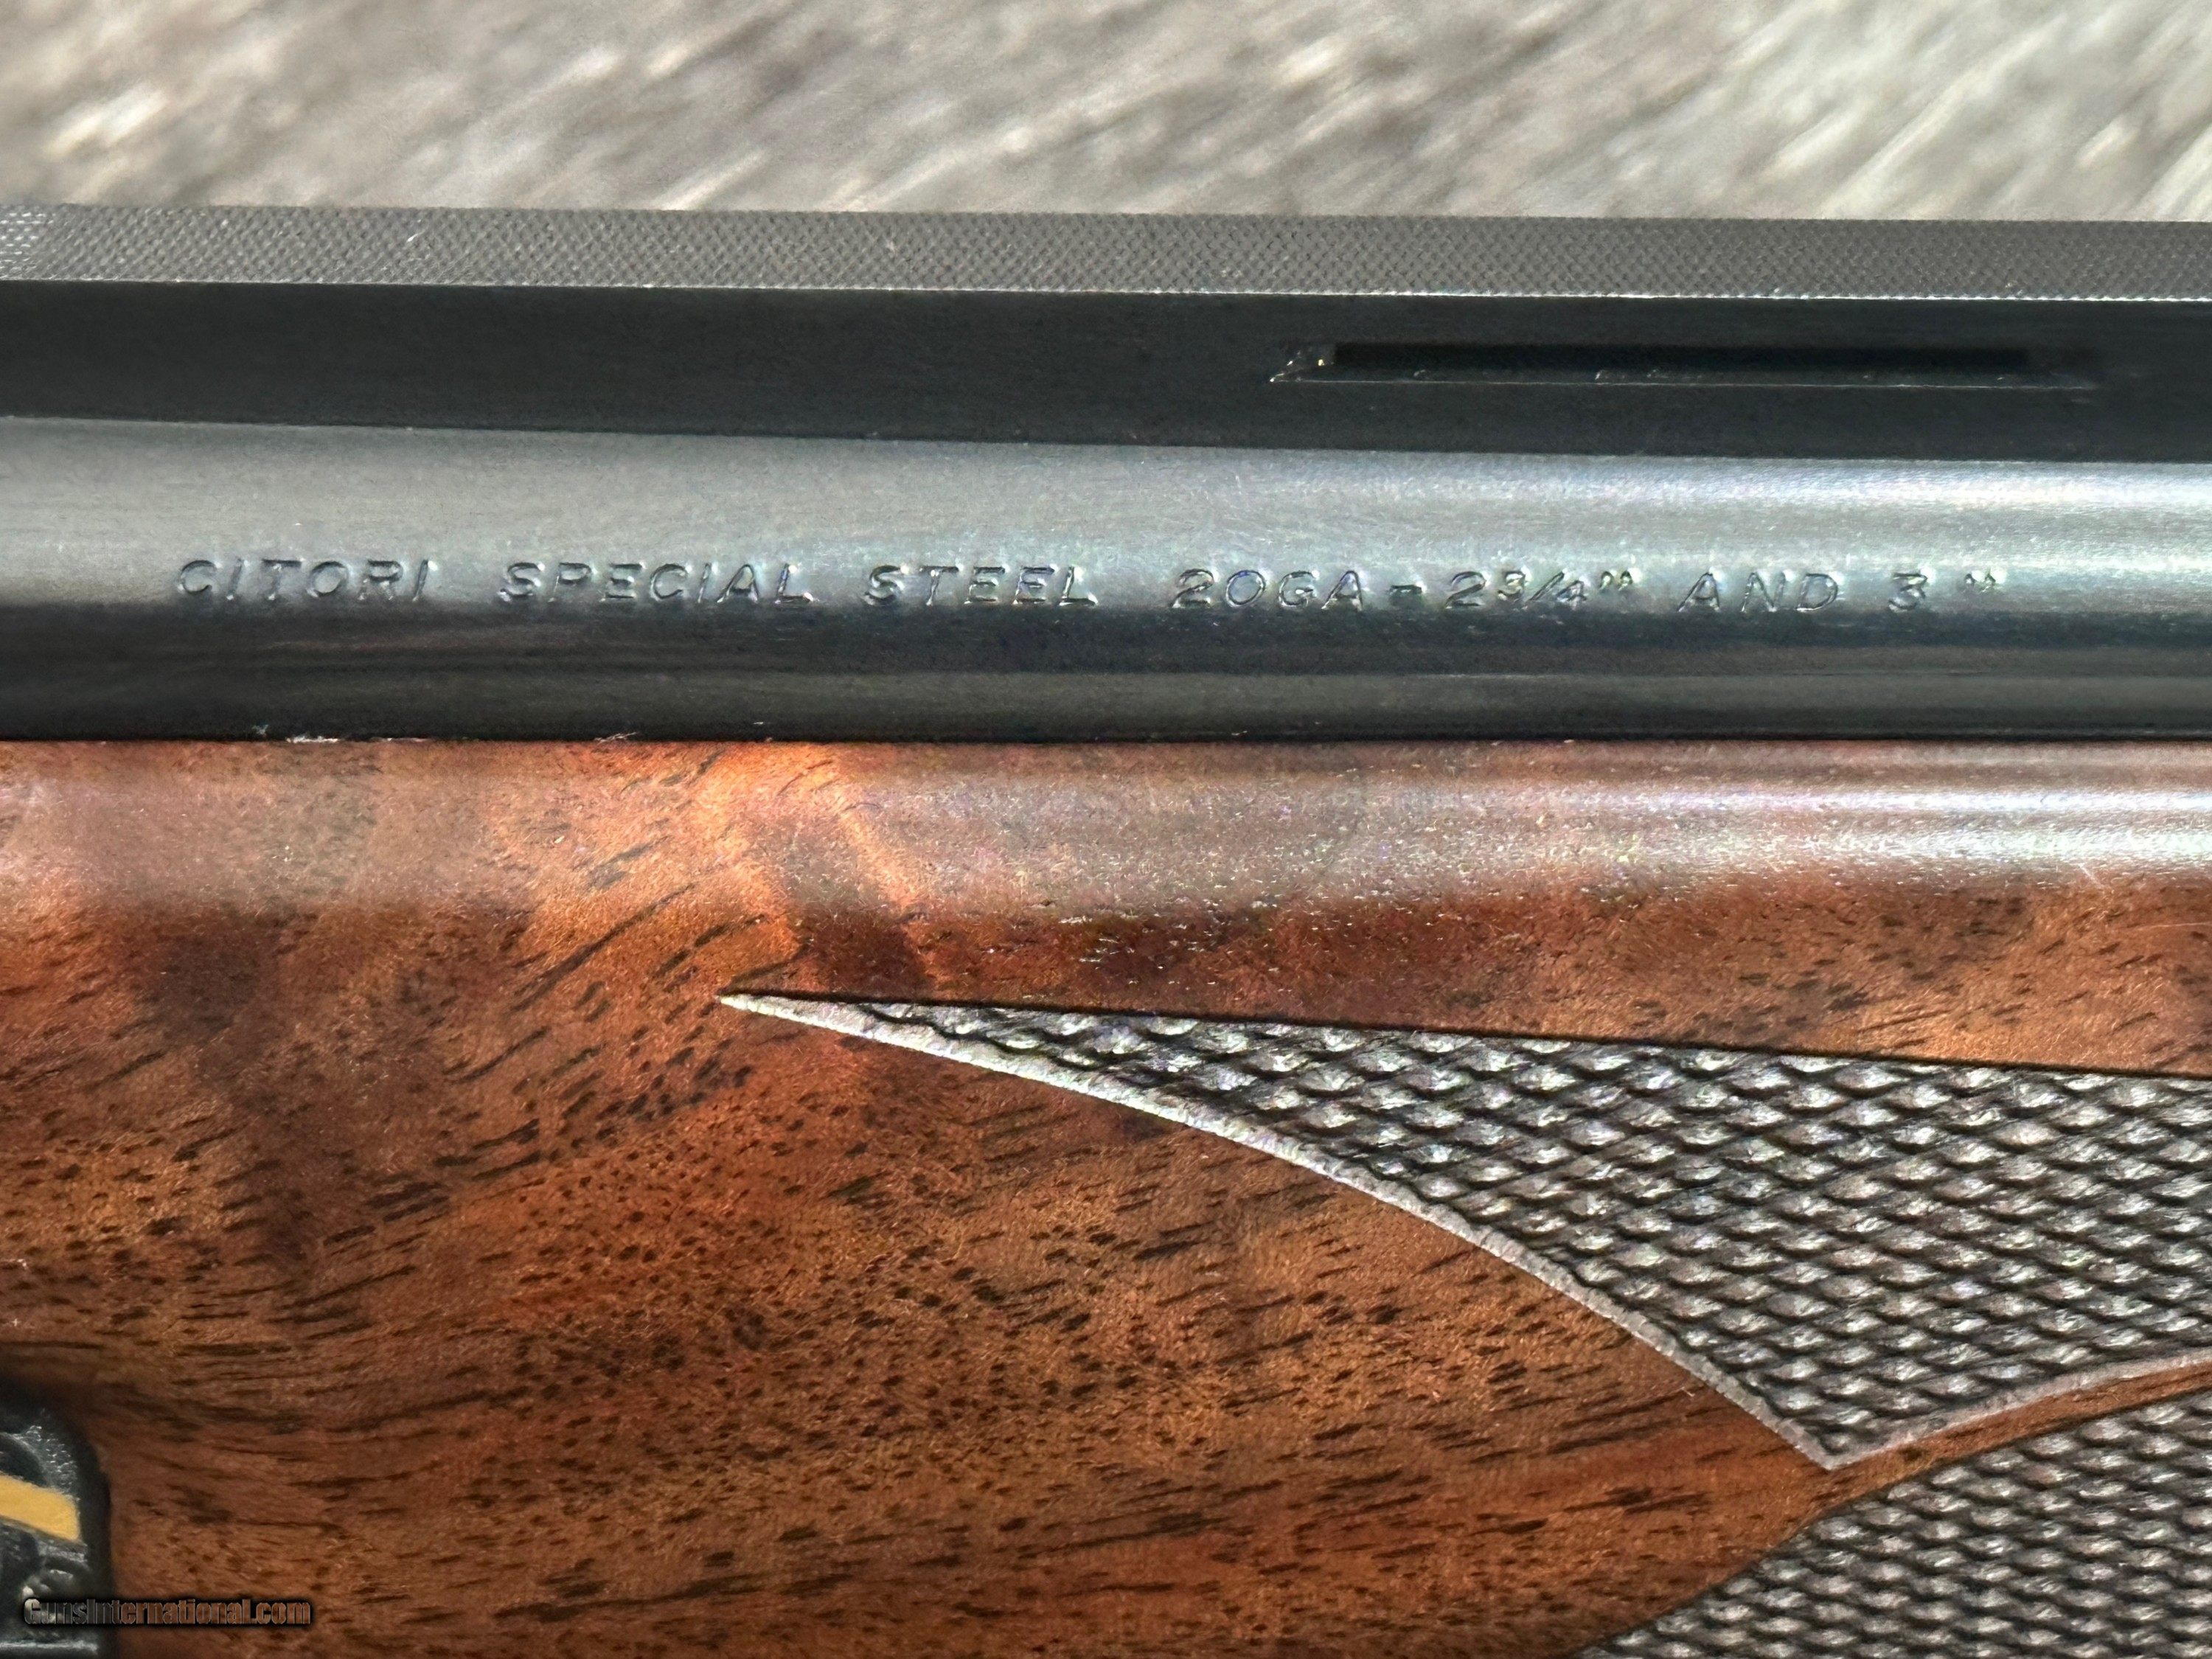 CITORI SPECIAL STEEL 20GA-2¾" AND 3"
GunsInternational.com